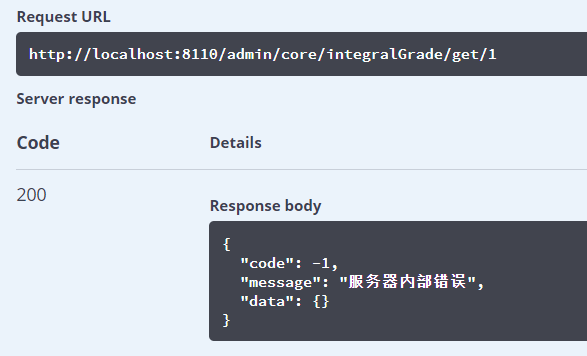 Request URL
http://localhost:8110/admin/core/integralGrade/get/1
Server response
Code Details
200
Response body
{
"code": -1,
"message": "服务器内部错误",
"data": {}
}